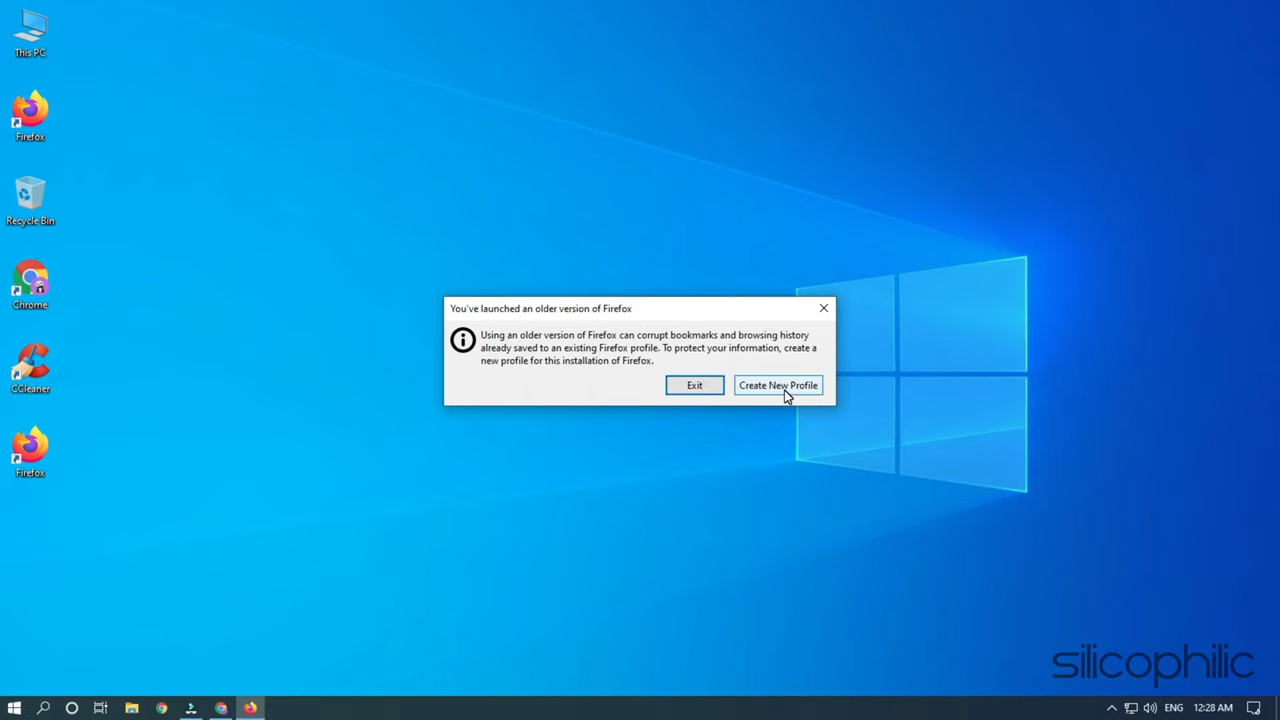 This PC
Firefox
Recycle Bin
Chrome
CCleaner
Firefox
You've launched an older version of Firefox
Using an older version of Firefox can corrupt bookmarks and browsing history
already saved to an existing Firefox profile. To protect your information, create a
new profile for this installation of Firefox.
Exit
Create New Profile
silicophilic
ENG
12:28 AM